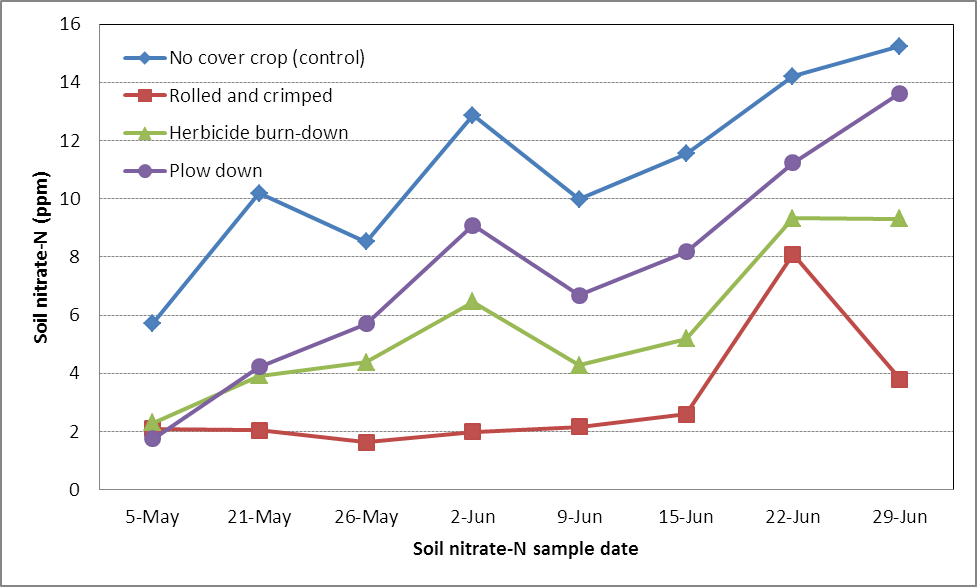 16
14
12
10
8
6
4
2
0
Soil nitrate-N (ppm)
No cover crop (control)
Rolled and crimped
Herbicide burn-down
Plow down
5-May 21-May 26-May 2-Jun 9-Jun 15-Jun 22-Jun 29-Jun
Soil nitrate-N sample date